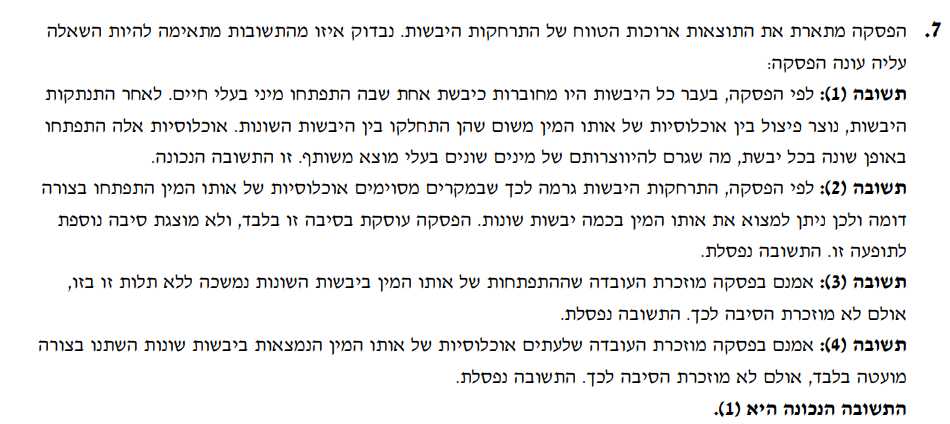 7. הפסקה מתארת את התוצאות ארוכות הטווח של התרחקות היבשות. נבדוק איזו מהתשובות מתאימה להיות השאלה
עליה עונה הפסקה:
תשובה (1): לפי הפסקה, בעבר כל היבשות היו מחוברות כיבשת אחת שבה התפתחו מיני בעלי חיים. לאחר התנתקות
היבשות, נוצר פיצול בין אוכלוסיות של אותו המין משום שהן התחלקו בין היבשות השונות. אוכלוסיות אלה התפתחו
באופן שונה בכל יבשת, מה שגרם להיווצרותם של מינים שונים בעלי מוצא משותף. זו התשובה הנכונה.
תשובה (2): לפי הפסקה, התרחקות היבשות גרמה לכך שבמקרים מסוימים אוכלוסיות של אותו המין התפתחו בצורה
דומה ולכן ניתן למצוא את אותו המין בכמה יבשות שונות. הפסקה עוסקת בסיבה זו בלבד, ולא מוצגת סיבה נוספת
לתופעה זו. התשובה נפסלת.
תשובה (3): אמנם בפסקה מוזכרת העובדה שההתפתחות של אותו המין ביבשות השונות נמשכה ללא תלות זו בזו,
אולם לא מוזכרת הסיבה לכך. התשובה נפסלת.
תשובה (4): אמנם בפסקה מוזכרת העובדה שלעתים אוכלוסיות של אותו המין הנמצאות ביבשות שונות השתנו בצורה
מועטה בלבד, אולם לא מוזכרת הסיבה לכך. התשובה נפסלת.
התשובה הנכונה היא (1).